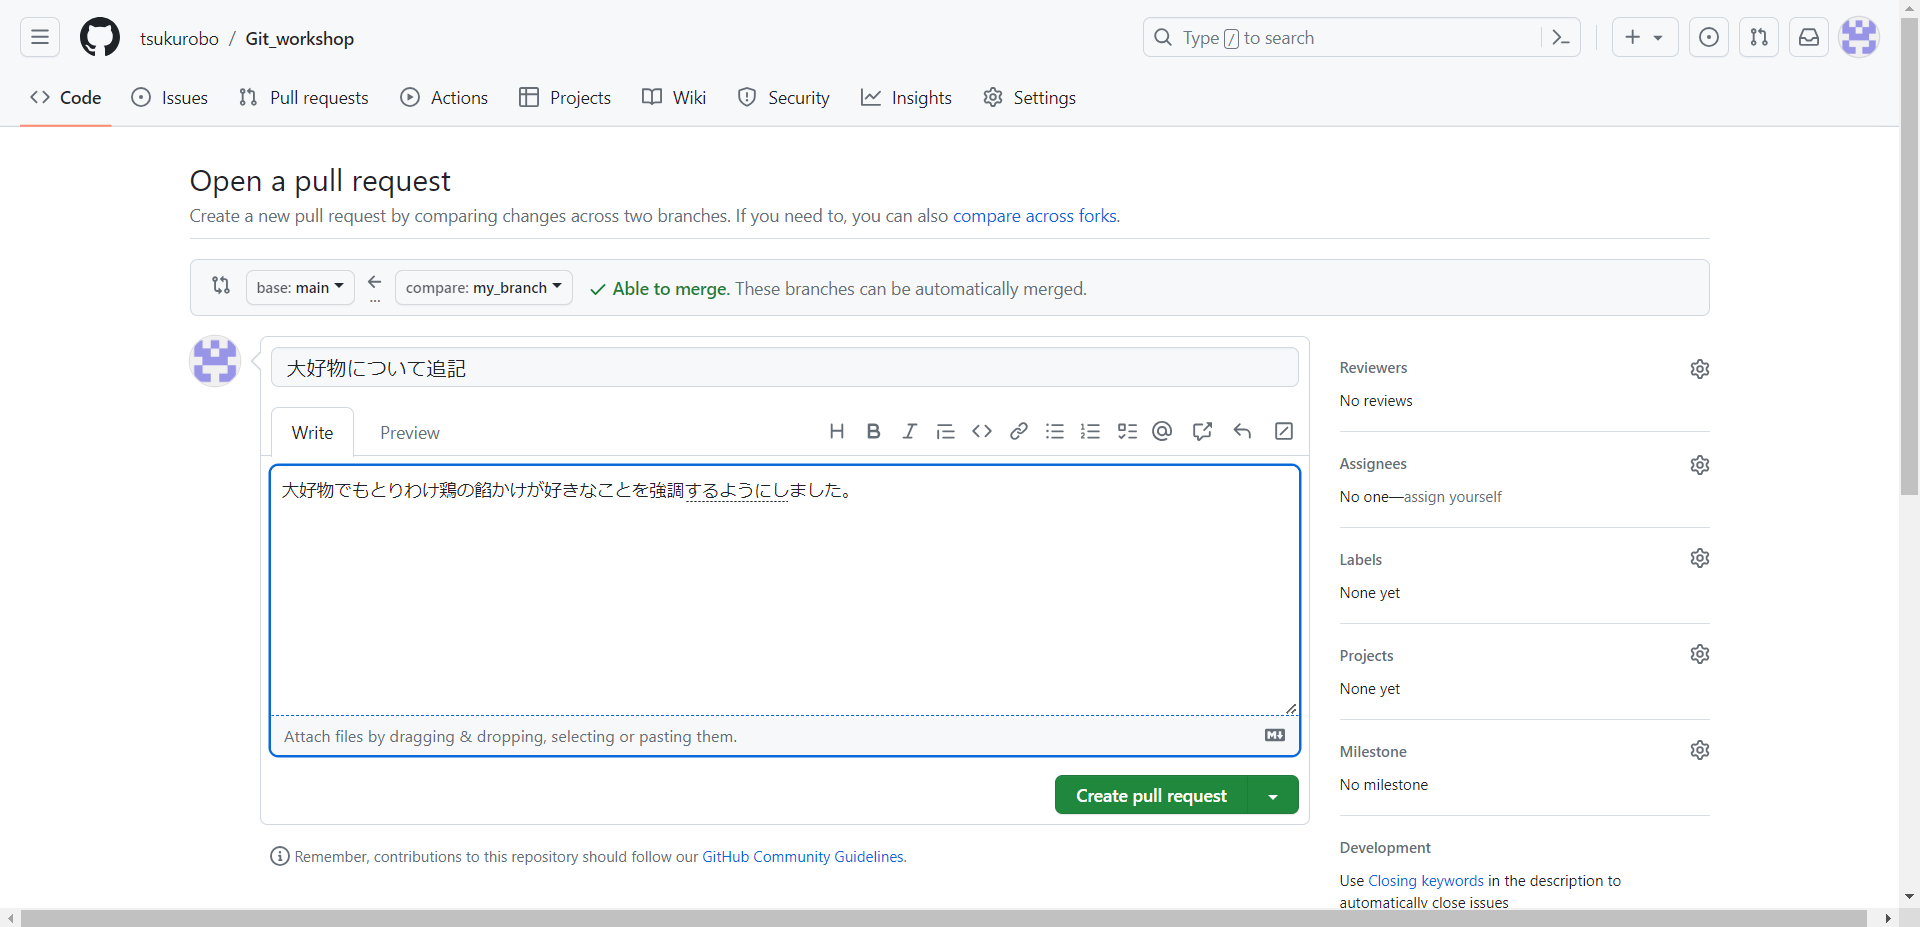 tsukurobo / Git_workshop
Type / to search
Code Issues Pull requests Actions Projects Wiki Security Insights Settings
Open a pull request
Create a new pull request by comparing changes across two branches. If you need to, you can also compare across forks.
base: main ← ... compare: my_branch Able to merge. These branches can be automatically merged.
大好物について追記
Write Preview
大好物でもとりわけ鶏の餡かけが好きなことを強調するようにしました。
Attach files by dragging & dropping, selecting or pasting them.
Create pull request
Remember, contributions to this repository should follow our GitHub Community Guidelines.
Reviewers
No reviews
Assignees
No one—assign yourself
Labels
None yet
Projects
None yet
Milestone
No milestone
Development
Use Closing keywords in the description to
automatically close issues